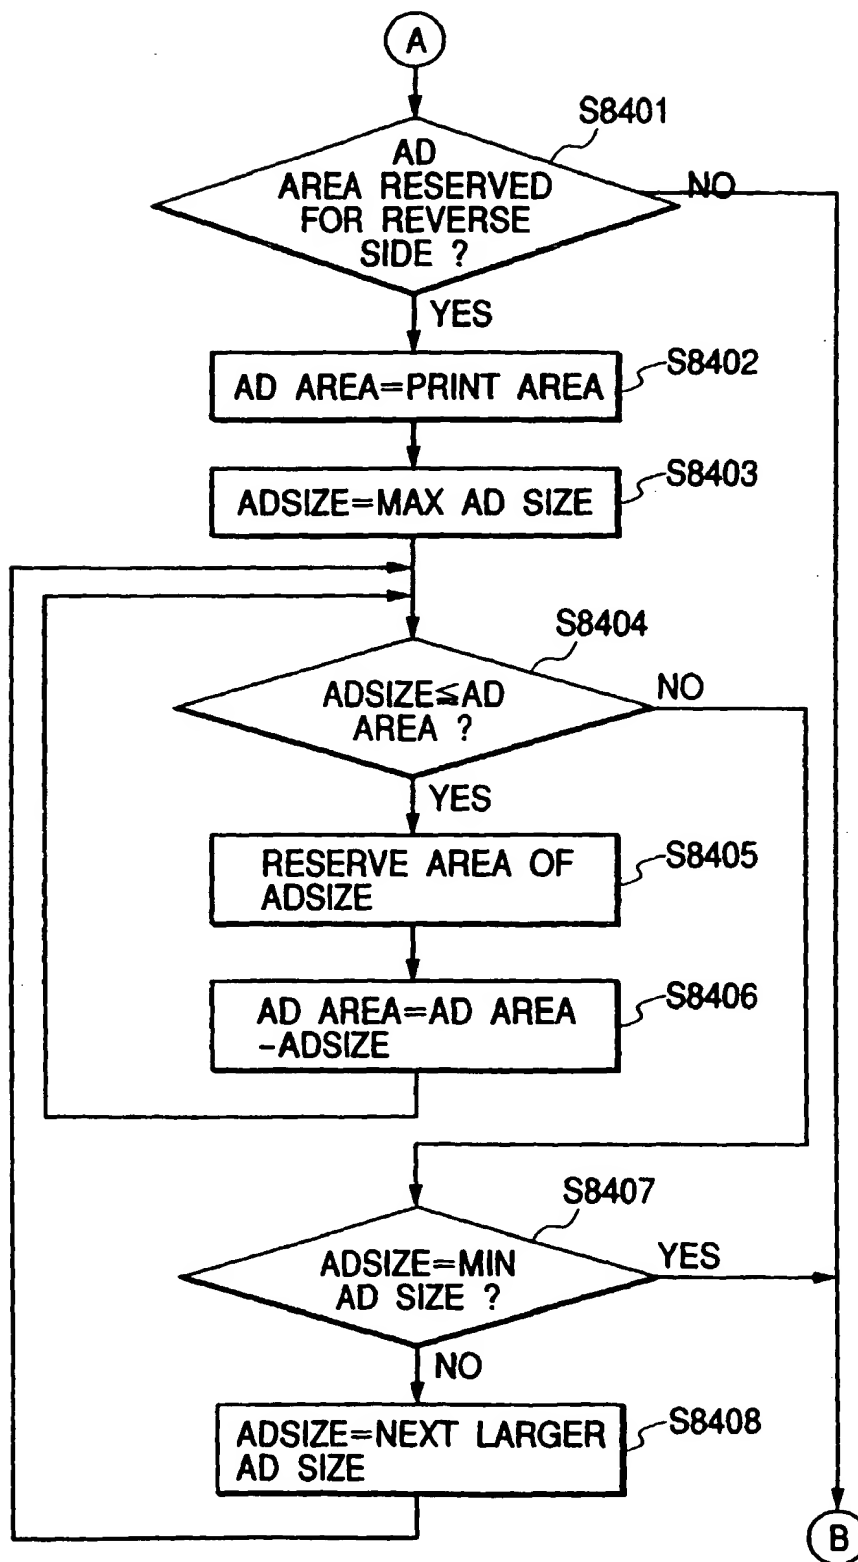 A
S8401
AD
AREA RESERVED
FOR REVERSE
SIDE ?
NO
YES
S8402
AD AREA=PRINT AREA
S8403
ADSIZE=MAX AD SIZE
S8404
ADSIZE≦AD
AREA ?
NO
YES
S8405
RESERVE AREA OF
ADSIZE
S8406
AD AREA=AD AREA
-ADSIZE
S8407
ADSIZE=MIN
AD SIZE ?
YES
NO
S8408
ADSIZE=NEXT LARGER
AD SIZE
B